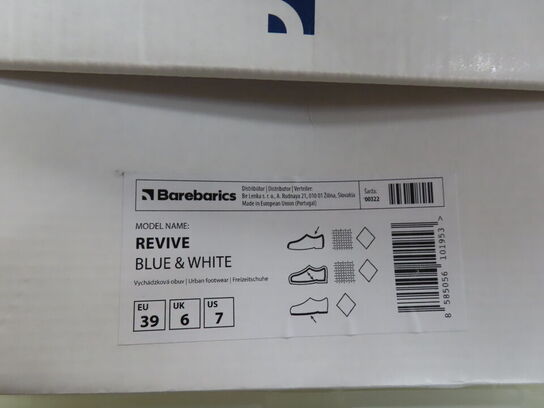 Barebarics
Distribútor | Distributor | Verteiler:
Be Lenka s. r. o., A. Rudnaya 21, 010 01 Žilina, Slovakia
Made in European Union (Portugal)
Šarža:
00322
MODEL NAME:
REVIVE
BLUE & WHITE
Vychádzková obuv | Urban footwear | Freizeitschuhe
EU
39
UK
6
US
7
8 585056 101953 >